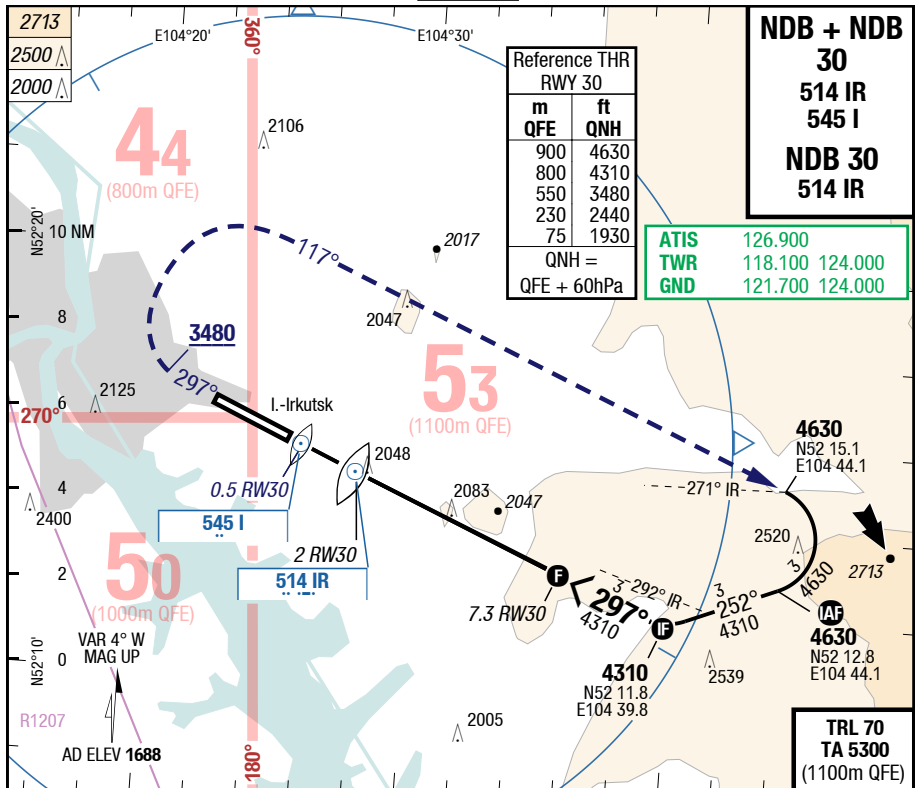 2713
2500
2000
E104°20'
360°
E104°30'
NDB + NDB
30
514 IR
545 I
NDB 30
514 IR
Reference THR
RWY 30
m ft
QFE QNH
900 4630
800 4310
550 3480
230 2440
75 1930
QNH =
QFE + 60hPa
ATIS 126.900
TWR 118.100 124.000
GND 121.700 124.000
2106
44
(800m QFE)
N52°20'
10 NM
117°
2017
2047
8
3480
297°
53
(1100m QFE)
2125
6
270°
I.-Irkutsk
4630
N52 15.1
E104 44.1
2048
0.5 RW30
271° IR
4
2400
545 I
2083
2047
2520
2713
2 RW30
514 IR
50
(1000m QFE)
2
F
7.3 RW30
3
292° IR
297°
4310
3
252°
4310
3
4630
IAF
4630
N52 12.8
E104 44.1
IF
4310
N52 11.8
E104 39.8
VAR 4° W
MAG UP
N52°10'
0
2539
R1207
AD ELEV 1688
180°
2005
TRL 70
TA 5300
(1100m QFE)